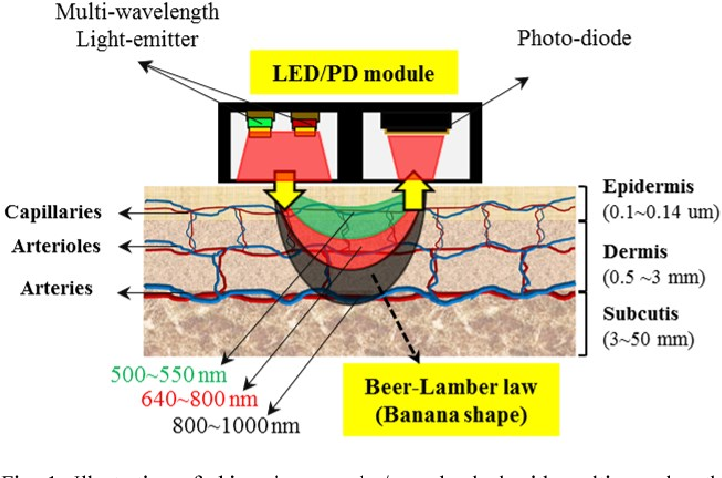 Multi-wavelength
Light-emitter
Photo-diode
LED/PD module
Epidermis
(0.1~0.14 um)
Capillaries
Arterioles
Dermis
(0.5 ~3 mm)
Arteries
Subcutis
(3~50 mm)
500~550 nm
640~800 nm
800~1000nm
Beer-Lamber law
(Banana shape)